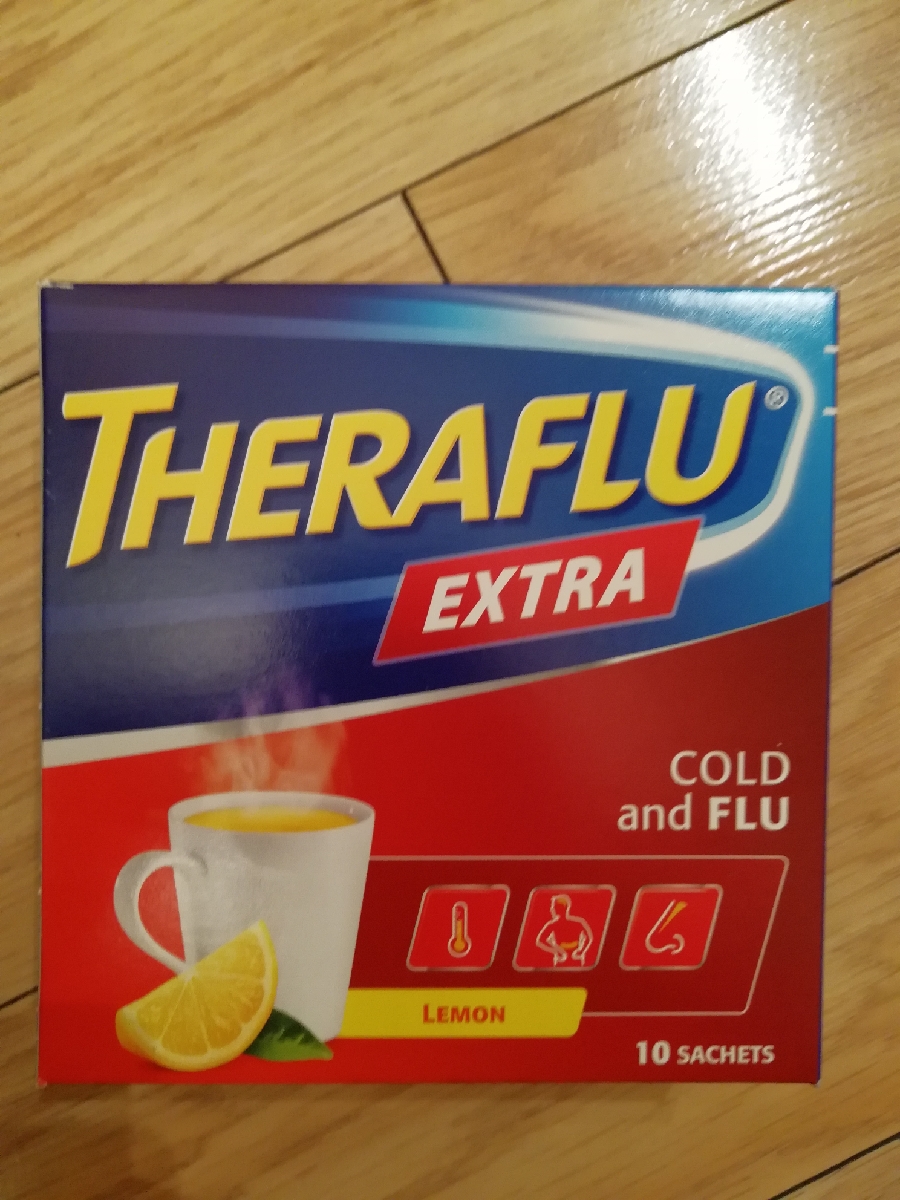 THERAFLU®
EXTRA
COLD
and FLU
LEMON
10 SACHETS